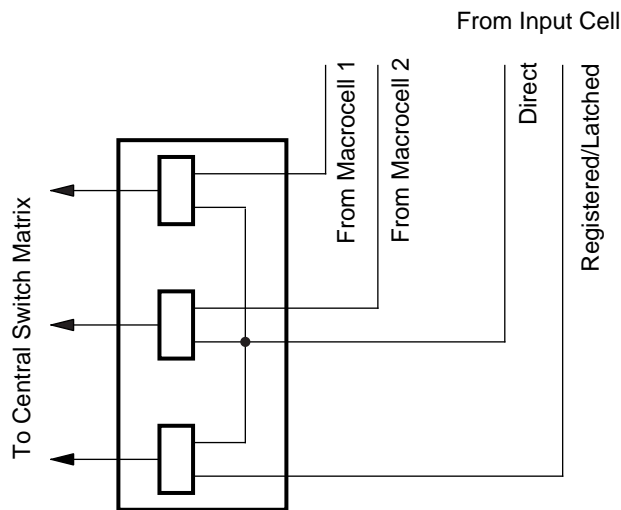 From Input Cell
From Macrocell 1
From Macrocell 2
Direct
Registered/Latched
To Central Switch Matrix